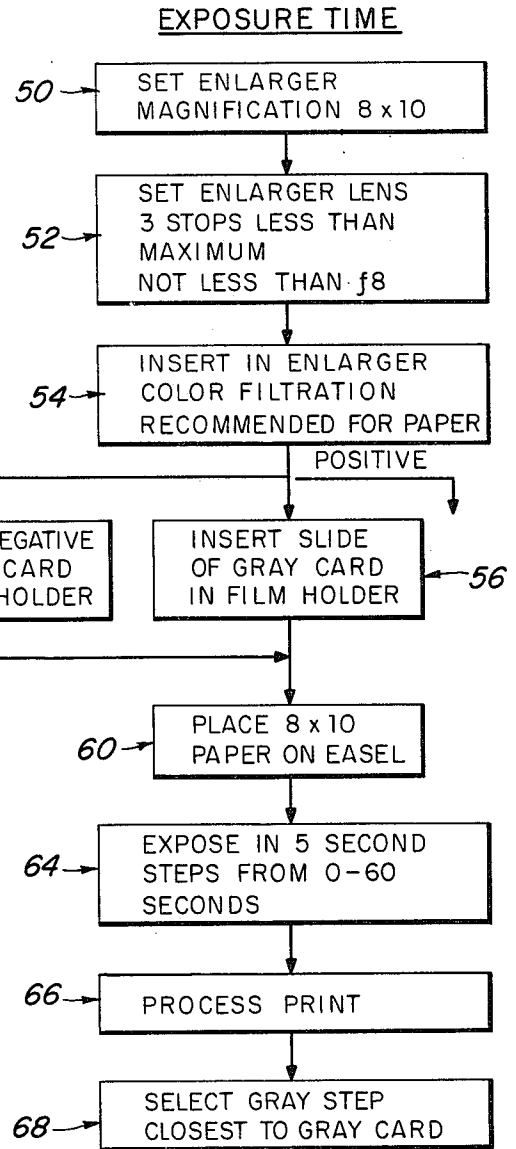 EXPOSURE TIME
50
SET ENLARGER
MAGNIFICATION 8 x 10
52
SET ENLARGER LENS
3 STOPS LESS THAN
MAXIMUM
NOT LESS THAN ƒ8
54
INSERT IN ENLARGER
COLOR FILTRATION
RECOMMENDED FOR PAPER
POSITIVE
EGATIVE
CARD
HOLDER
INSERT SLIDE
OF GRAY CARD
IN FILM HOLDER
56
60
PLACE 8 x 10
PAPER ON EASEL
64
EXPOSE IN 5 SECOND
STEPS FROM 0-60
SECONDS
66
PROCESS PRINT
68
SELECT GRAY STEP
CLOSEST TO GRAY CARD